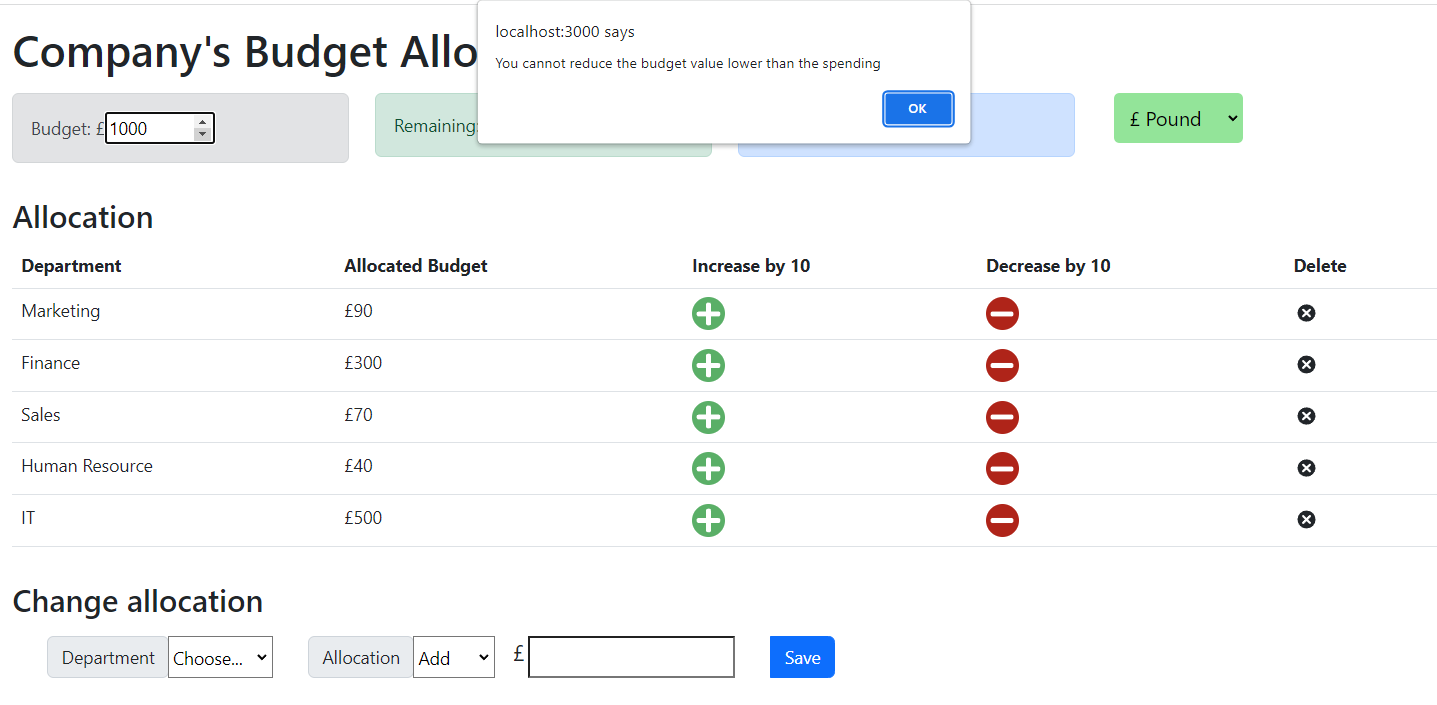 localhost:3000 says
You cannot reduce the budget value lower than the spending
OK
Company's Budget Allo
Budget: £ 1000
Remaining:
£ Pound
Allocation
Department Allocated Budget Increase by 10 Decrease by 10 Delete
Marketing £90
Finance £300
Sales £70
Human Resource £40
IT £500
Change allocation
Department Choose... Allocation Add £ Save